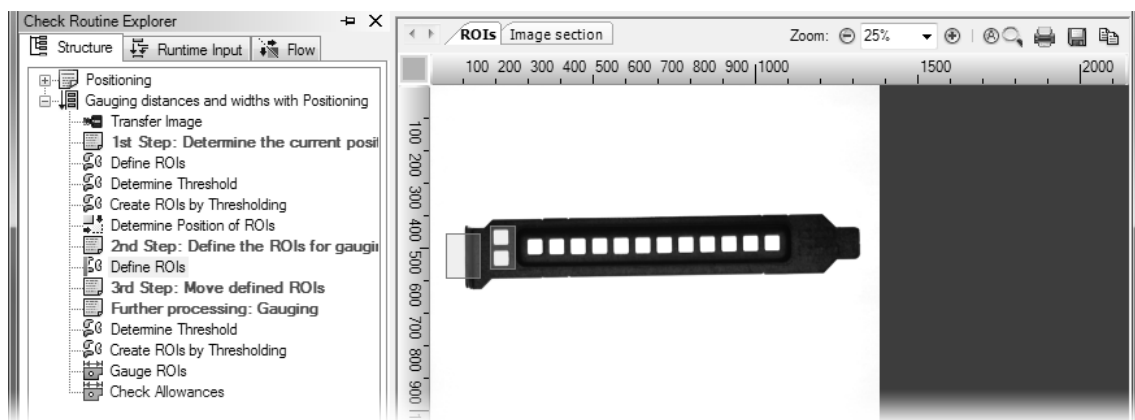 Check Routine Explorer
Structure Runtime Input Flow
Positioning
Gauging distances and widths with Positioning
Transfer Image
1st Step: Determine the current posit
Define ROIs
Determine Threshold
Create ROIs by Thresholding
Determine Position of ROIs
2nd Step: Define the ROIs for gaugin
Define ROIs
3rd Step: Move defined ROIs
Further processing: Gauging
Determine Threshold
Create ROIs by Thresholding
Gauge ROIs
Check Allowances
ROIs Image section
Zoom: 25%
100 200 300 400 500 600 700 800 900 1000 1500 2000
100
200
300
400
500
600
700
800
900